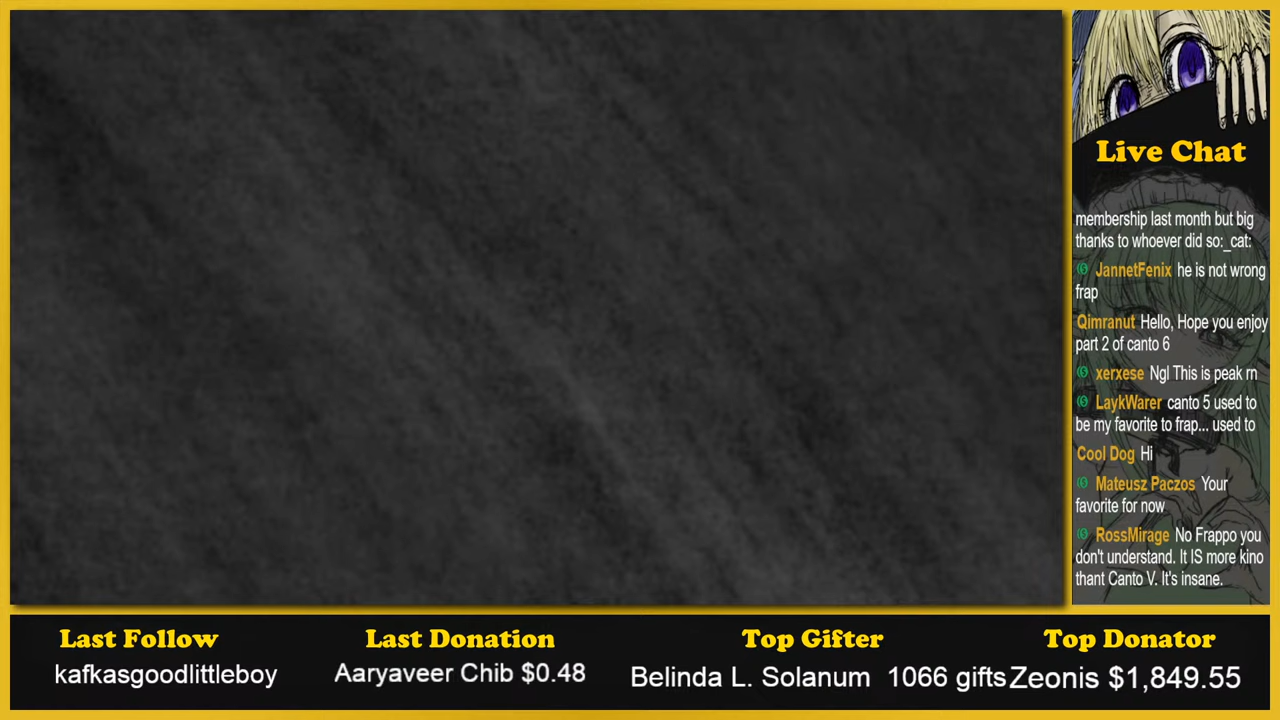 Live Chat
membership last month but big
thanks to whoever did so:_cat:
JannetFenix he is not wrong
frap
Qimranut Hello, Hope you enjoy
part 2 of canto 6
xerxese Ngl This is peak rn
LaykWarer canto 5 used to
be my favorite to frap... used to
Cool Dog Hi
Mateusz Paczos Your
favorite for now
RossMirage No Frappo you
don't understand. It IS more kino
thant Canto V. It's insane.
Last Follow
kafkasgoodlittleboy
Last Donation
Aaryaveer Chib $0.48
Top Gifter
Belinda L. Solanum 1066 gifts
Top Donator
Zeonis $1,849.55